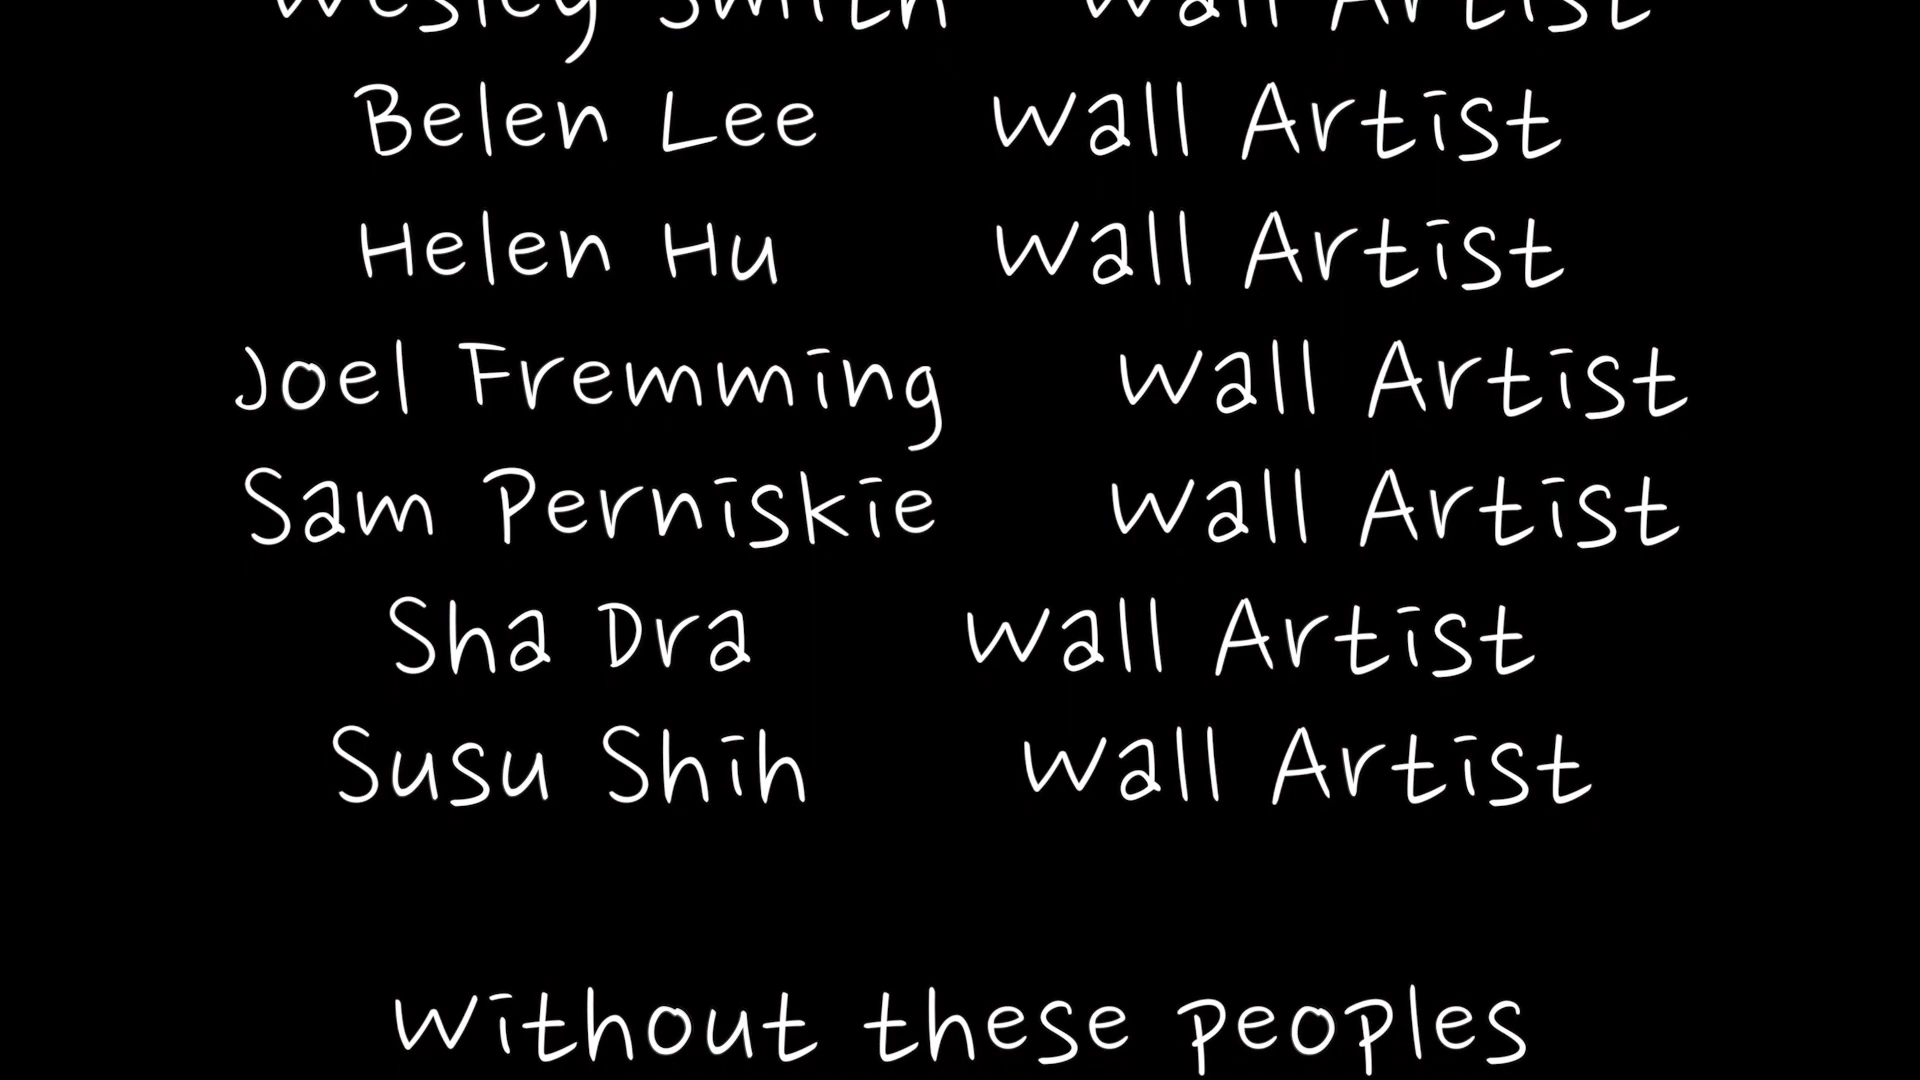 Wesley Smith Wall Artist
Belen Lee Wall Artist
Helen Hu Wall Artist
Joel Fremming Wall Artist
Sam Perniskie Wall Artist
Sha Dra Wall Artist
Susu Shih Wall Artist
Without these peoples